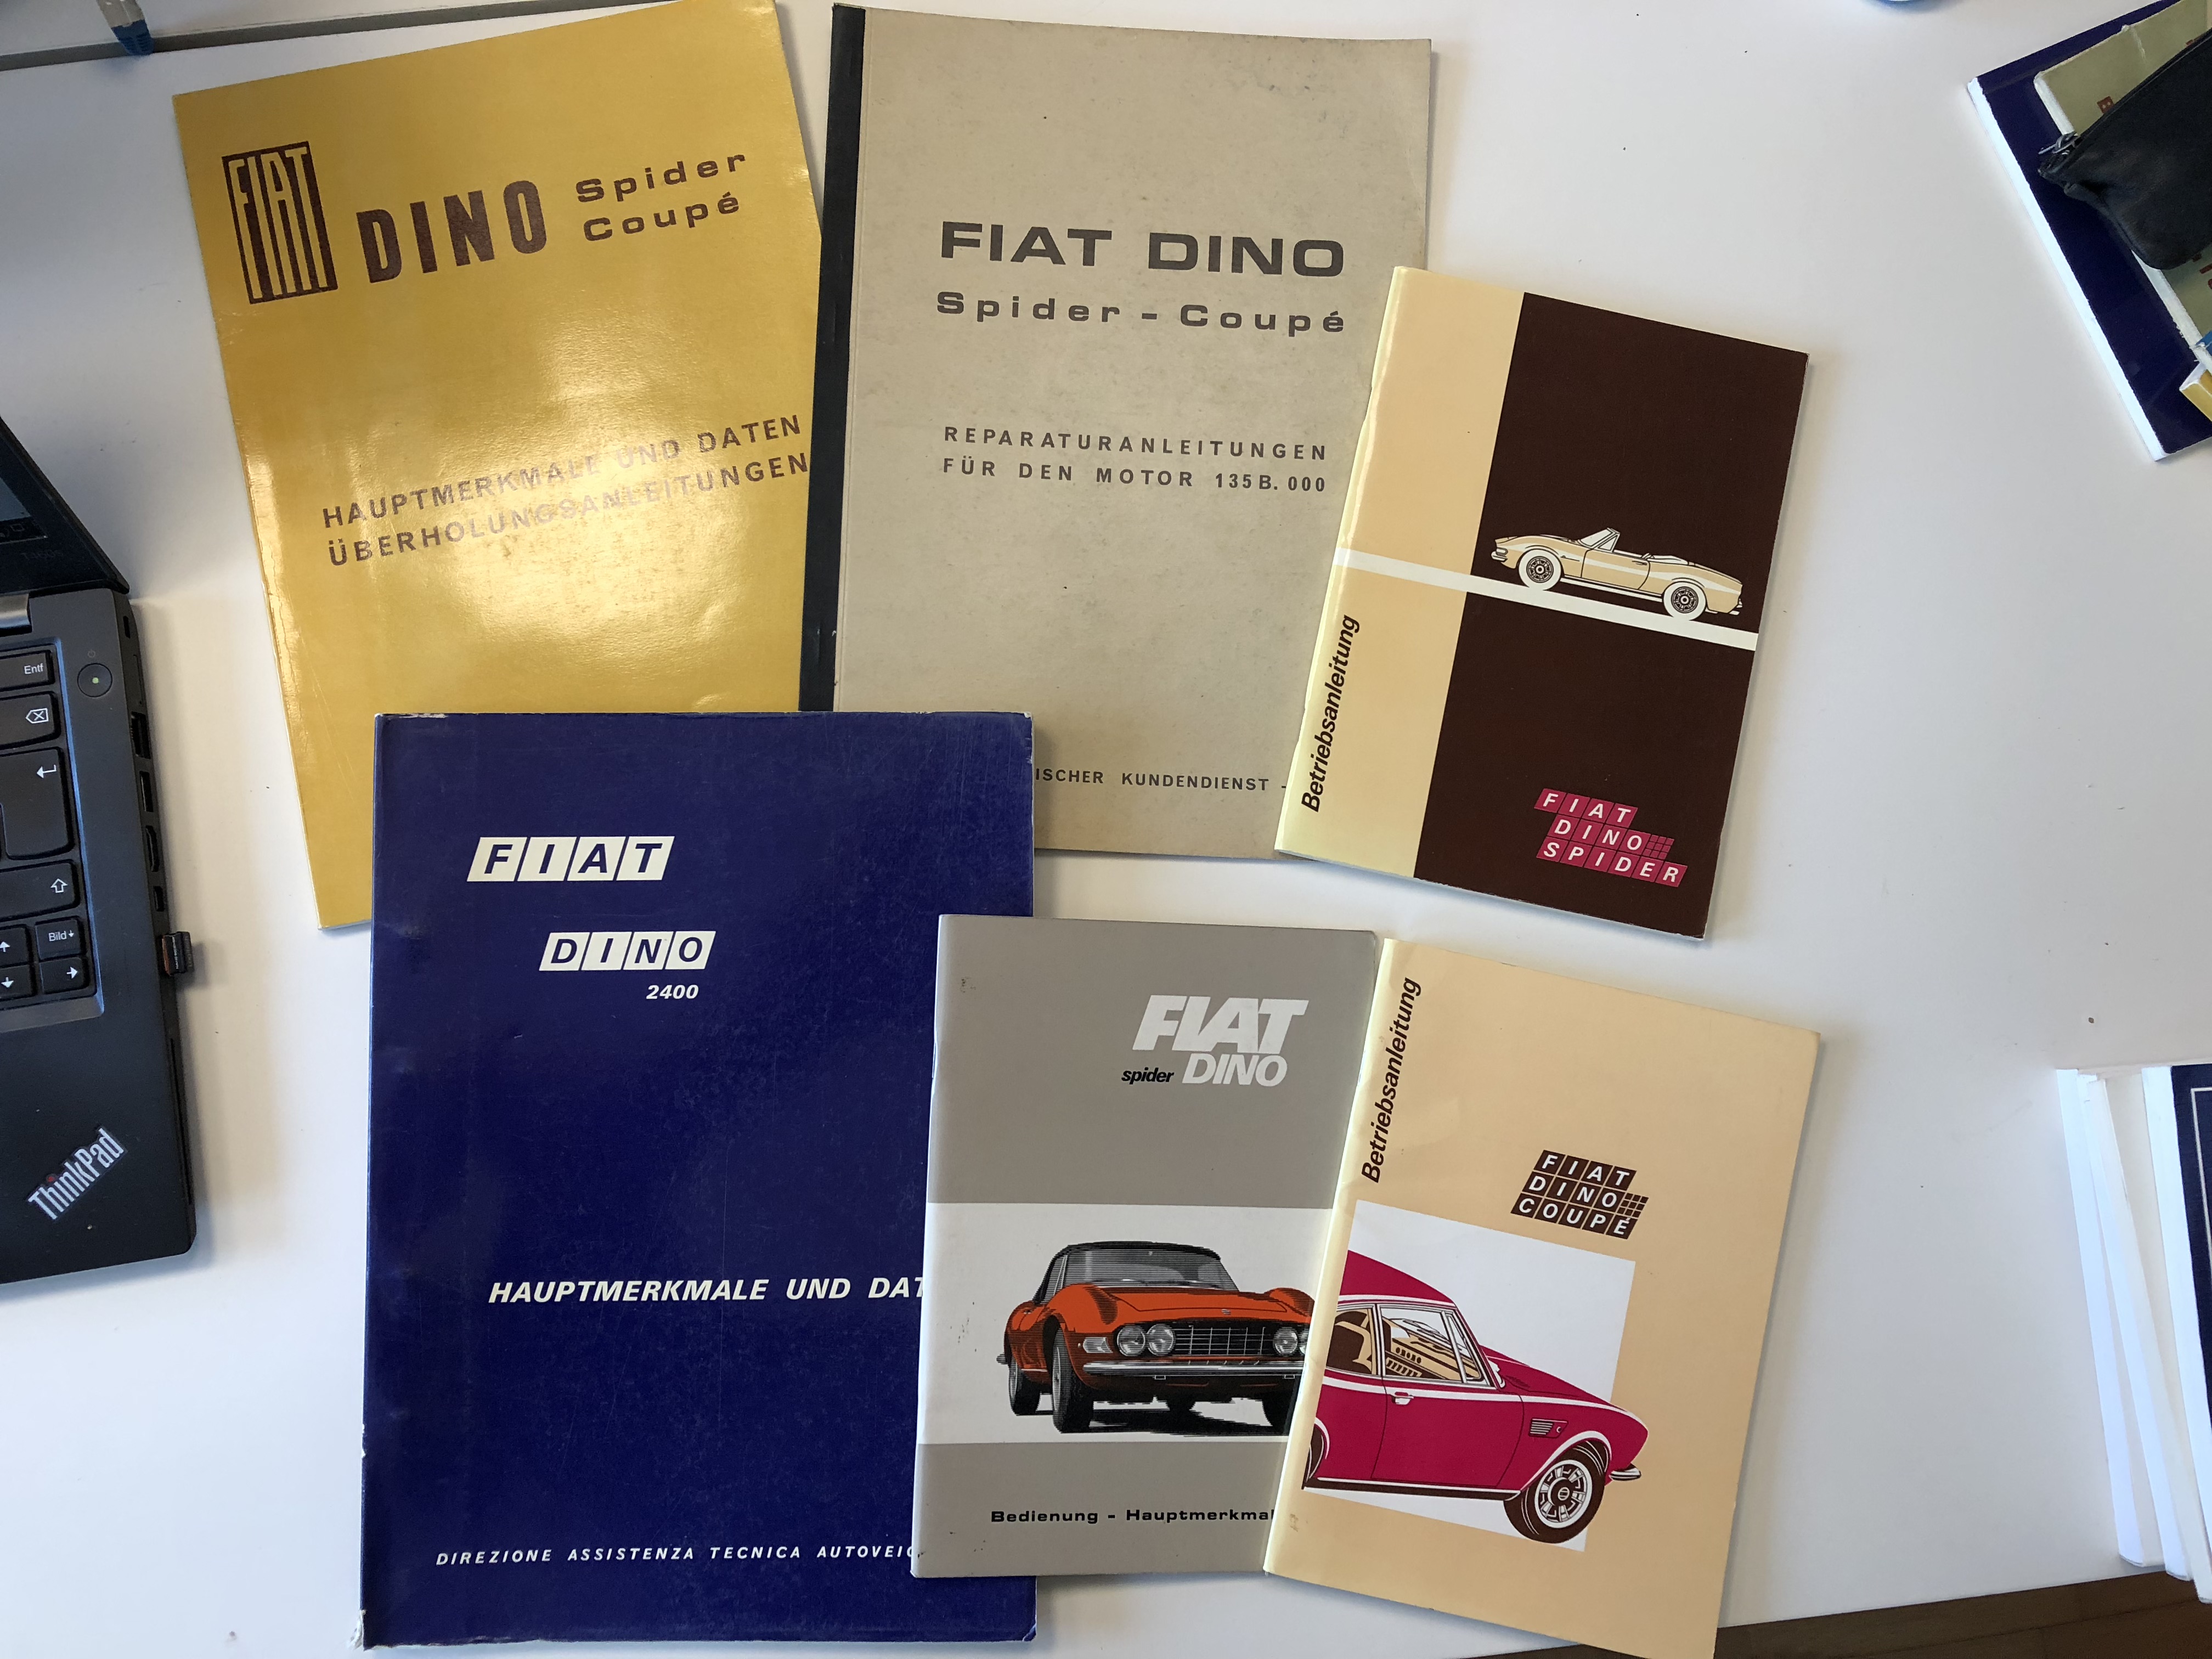 FIAT
DINO Spider
Coupé
HAUPTMERKMALE UND DATEN
ÜBERHOLUNGSANLEITUNGEN
FIAT DINO
Spider - Coupé
REPARATURANLEITUNGEN
FÜR DEN MOTOR 135 B. 000
ISCHER KUNDENDIENST -
Betriebsanleitung
FIAT
DINO
SPIDER
FIAT
DINO
2400
HAUPTMERKMALE UND DAT
DIREZIONE ASSISTENZA TECNICA AUTOVEIC
FIAT
spider DINO
Bedienung - Hauptmerkmal
Betriebsanleitung
FIAT
DINO
COUPÉ
Entf
Bild
ThinkPad